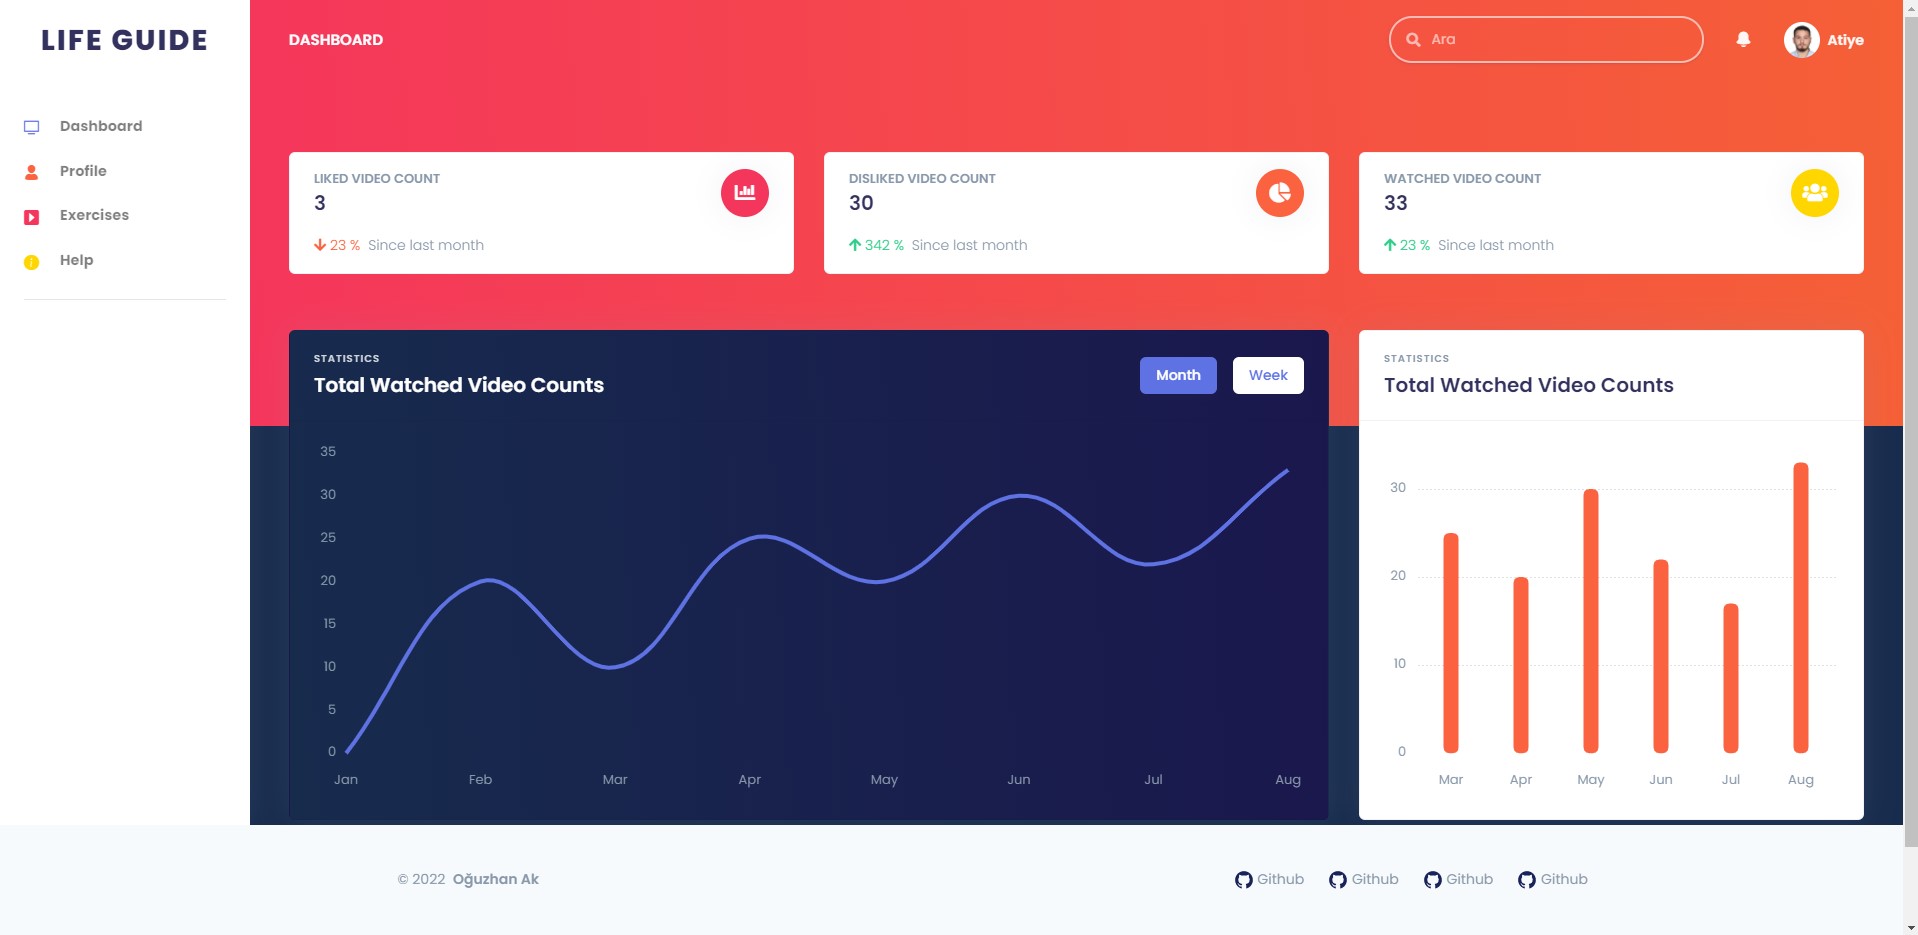 LIFE GUIDE
Dashboard
Profile
Exercises
Help
DASHBOARD
Ara
Atiye
LIKED VIDEO COUNT
3
23 % Since last month
DISLIKED VIDEO COUNT
30
342 % Since last month
WATCHED VIDEO COUNT
33
23 % Since last month
STATISTICS
Total Watched Video Counts
Month
Week
35
30
25
20
15
10
5
0
Jan Feb Mar Apr May Jun Jul Aug
STATISTICS
Total Watched Video Counts
30
20
10
0
Mar Apr May Jun Jul Aug
© 2022 Oğuzhan Ak
Github Github Github Github